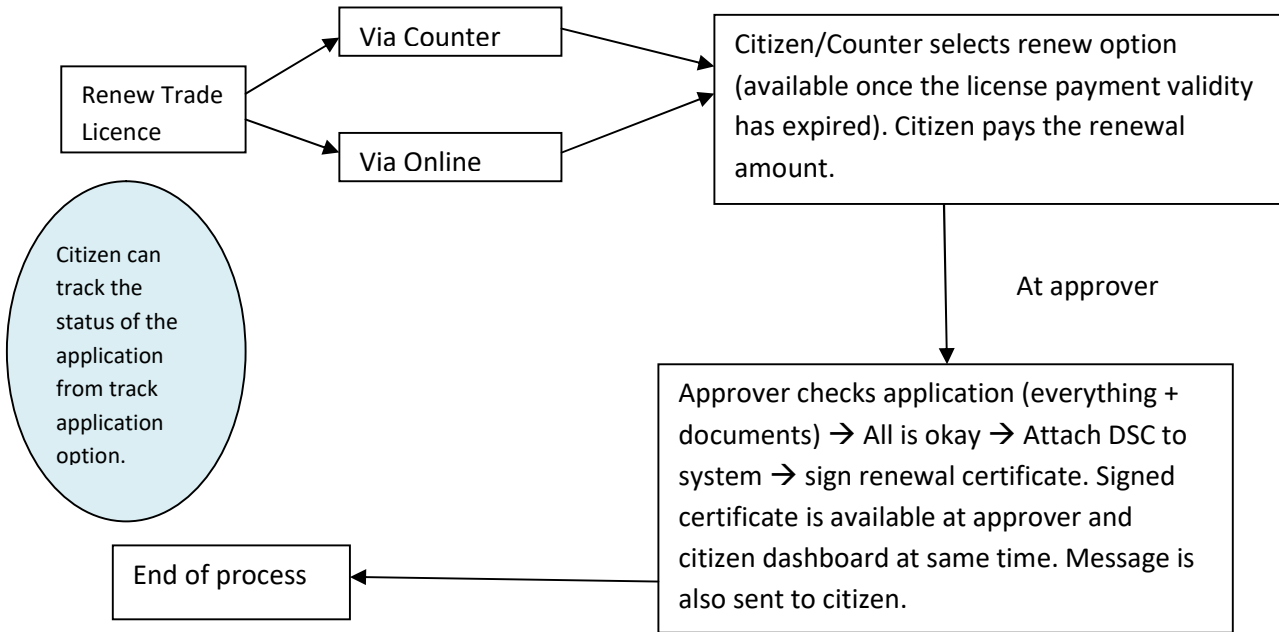 Renew Trade
Licence
Via Counter
Via Online
Citizen/Counter selects renew option
(available once the license payment validity
has expired). Citizen pays the renewal
amount.
Citizen can
track the
status of the
application
from track
application
option.
At approver
Approver checks application (everything +
documents) → All is okay → Attach DSC to
system → sign renewal certificate. Signed
certificate is available at approver and
citizen dashboard at same time. Message is
also sent to citizen.
End of process